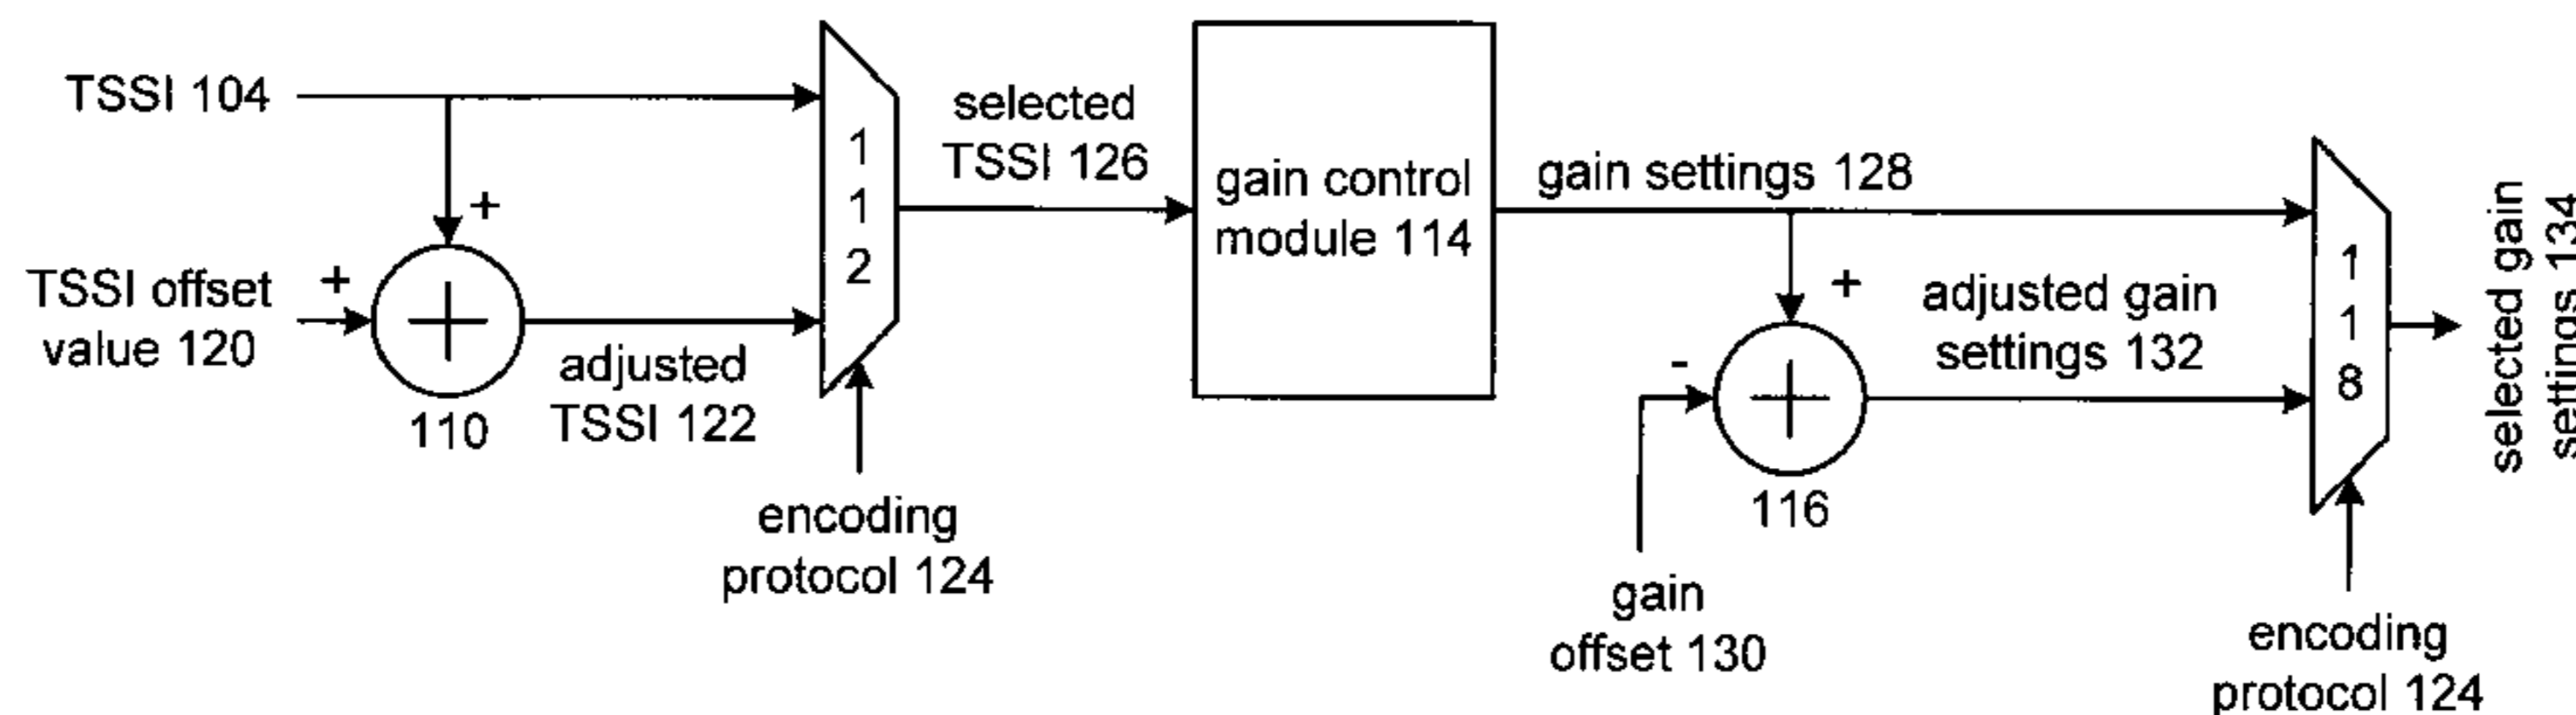 TSSI 104
+
TSSI offset
value 120
+
110
adjusted
TSSI 122
1
1
2
encoding
protocol 124
selected
TSSI 126
gain control
module 114
gain settings 128
+
-
116
gain
offset 130
adjusted gain
settings 132
1
1
8
encoding
protocol 124
selected gain
settings 134